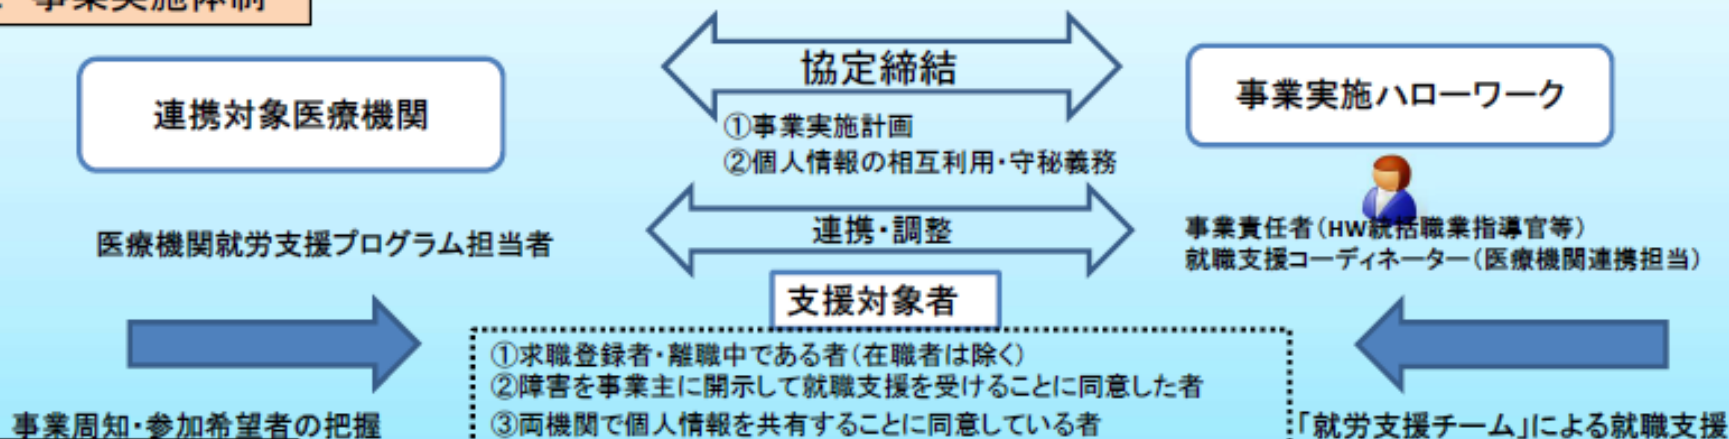 事業実施体制
連携対象医療機関
協定締結
①事業実施計画
②個人情報の相互利用・守秘義務
事業実施ハローワーク
医療機関就労支援プログラム担当者
連携・調整
事業責任者(HW統括職業指導官等)
就職支援コーディネーター(医療機関連携担当)
支援対象者
①求職登録者・離職中である者(在職者は除く)
②障害を事業主に開示して就職支援を受けることに同意した者
③両機関で個人情報を共有することに同意している者
事業周知・参加希望者の把握
「就労支援チーム」による就職支援